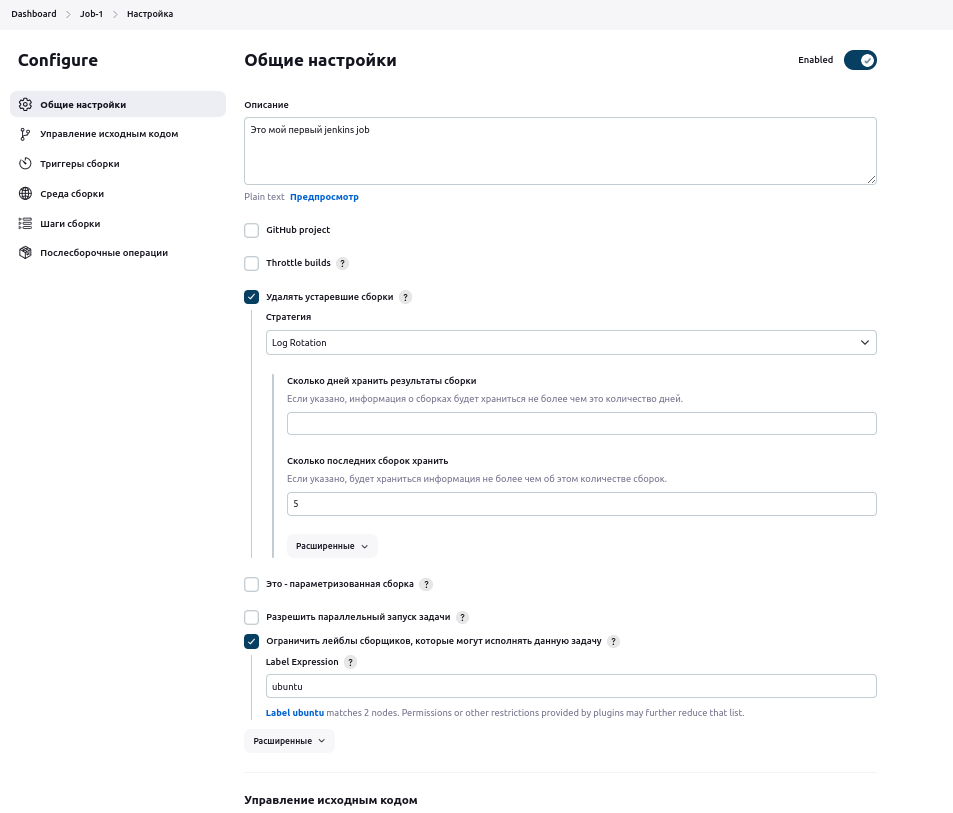 Dashboard > Job-1 > Настройка
Configure
Общие настройки
Управление исходным кодом
Триггеры сборки
Среда сборки
Шаги сборки
Послесборочные операции
Общие настройки
Enabled
Описание
Это мой первый jenkins job
Plain text Предпросмотр
GitHub project
Throttle builds ?
Удалять устаревшие сборки ?
Стратегия
Log Rotation
Сколько дней хранить результаты сборки
Если указано, информация о сборках будет храниться не более чем это количество дней.
Сколько последних сборок хранить
Если указано, будет храниться информация не более чем об этом количестве сборок.
5
Расширенные
Это - параметризованная сборка ?
Разрешить параллельный запуск задачи ?
Ограничить лейблы сборщиков, которые могут исполнять данную задачу ?
Label Expression ?
ubuntu
Label ubuntu matches 2 nodes. Permissions or other restrictions provided by plugins may further reduce that list.
Расширенные
Управление исходным кодом